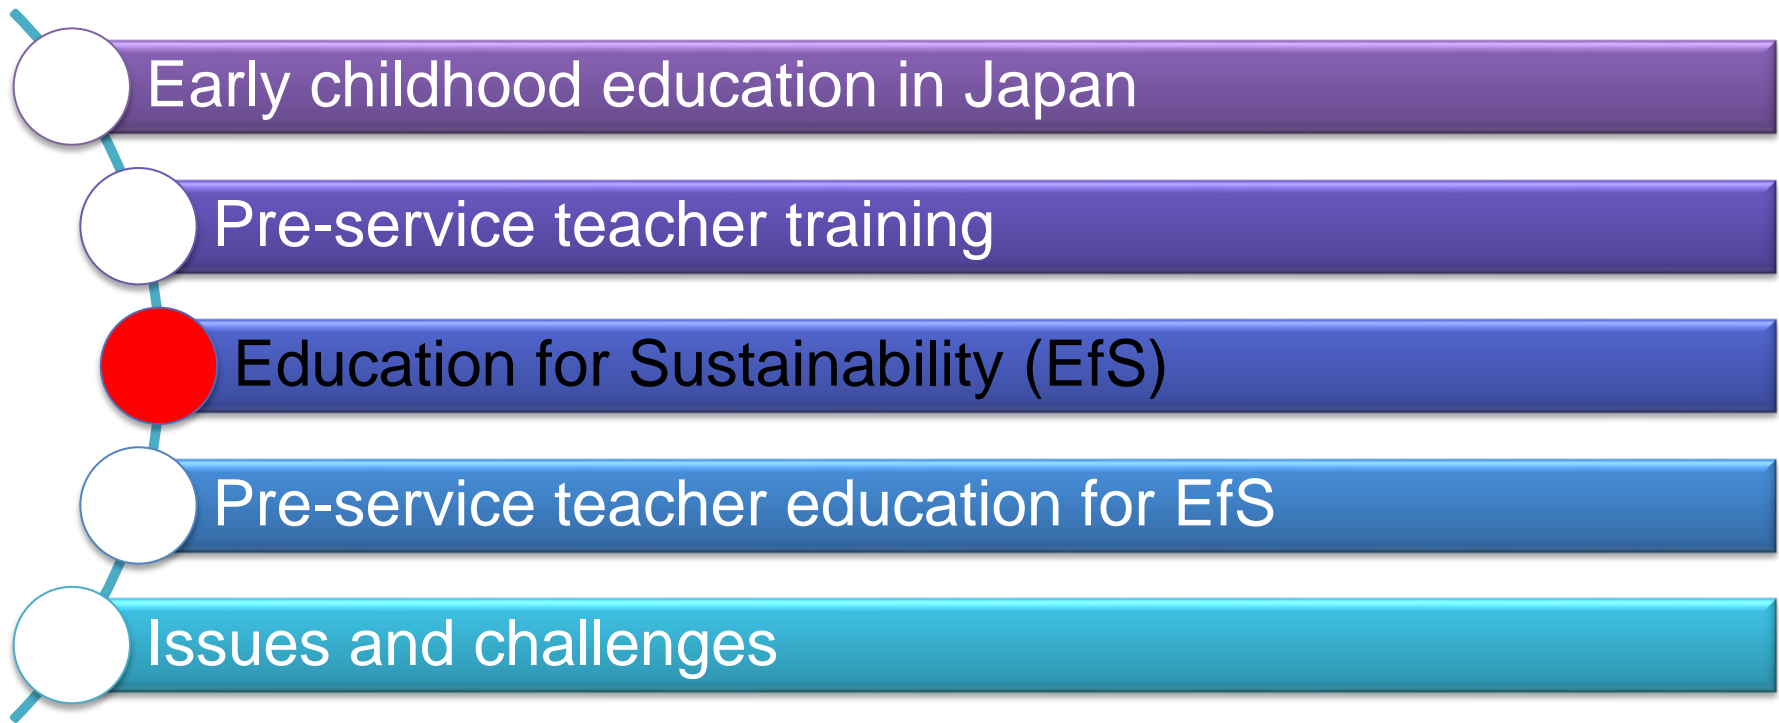 Early childhood education in Japan
Pre-service teacher training
Education for Sustainability (EfS)
Pre-service teacher education for EfS
Issues and challenges